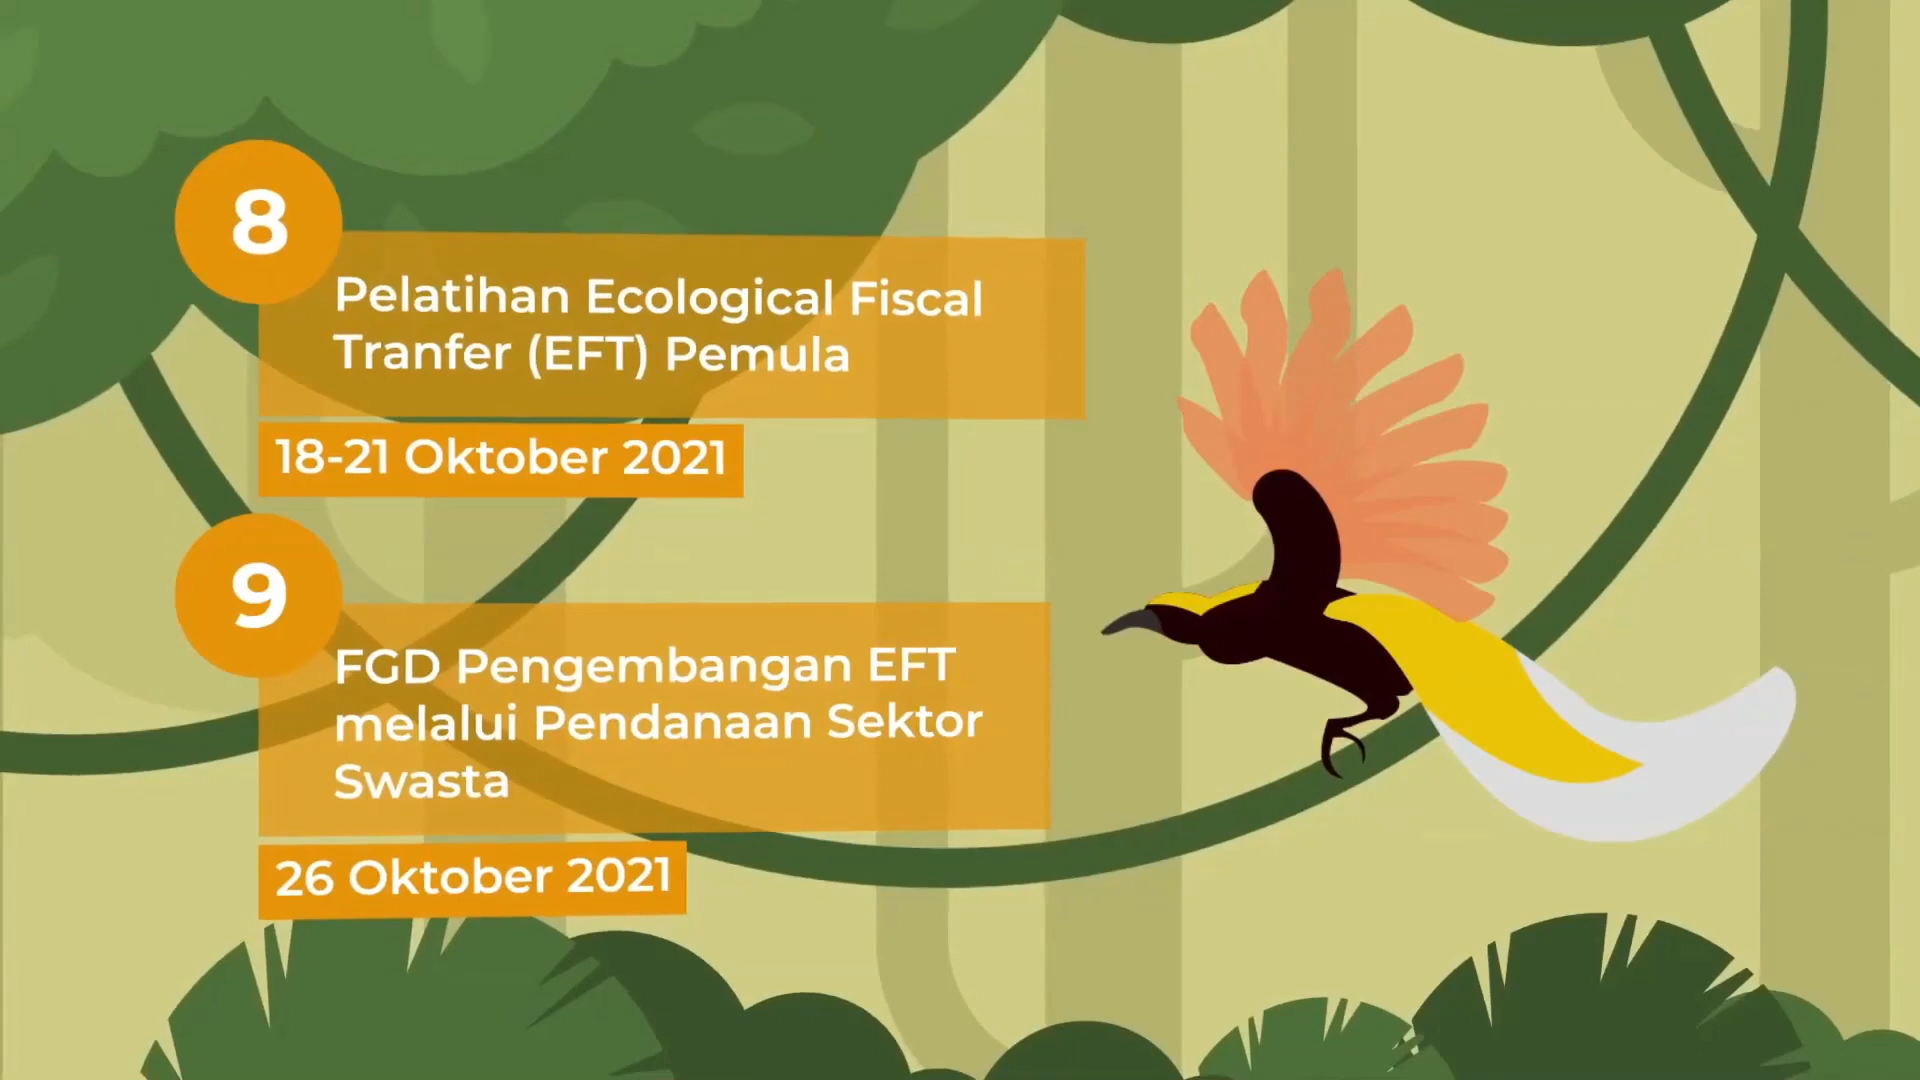 8
Pelatihan Ecological Fiscal
Tranfer (EFT) Pemula
18-21 Oktober 2021
9
FGD Pengembangan EFT
melalui Pendanaan Sektor
Swasta
26 Oktober 2021